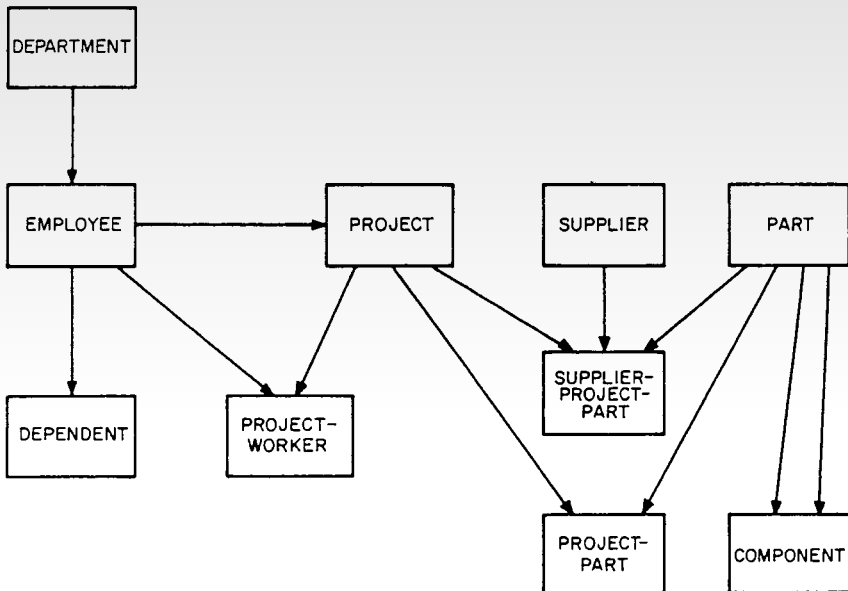 DEPARTMENT
EMPLOYEE
PROJECT
SUPPLIER
PART
DEPENDENT
PROJECT-
WORKER
SUPPLIER-
PROJECT-
PART
PROJECT-
PART
COMPONENT